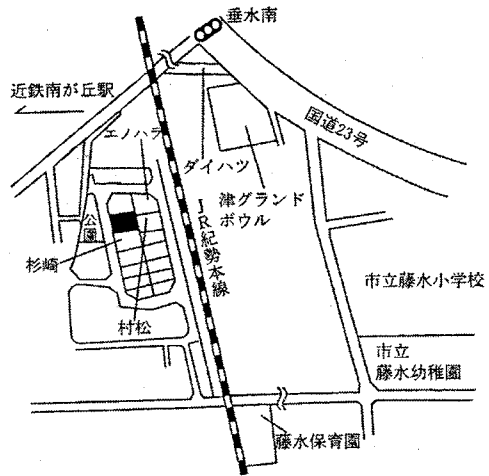 垂水南
近鉄南が丘駅
国道23号
エノハラ
ダイハツ
津グランド
ボウル
JR紀勢本線
公園
杉崎
村松
市立藤水小学校
市立
藤水幼稚園
藤水保育園